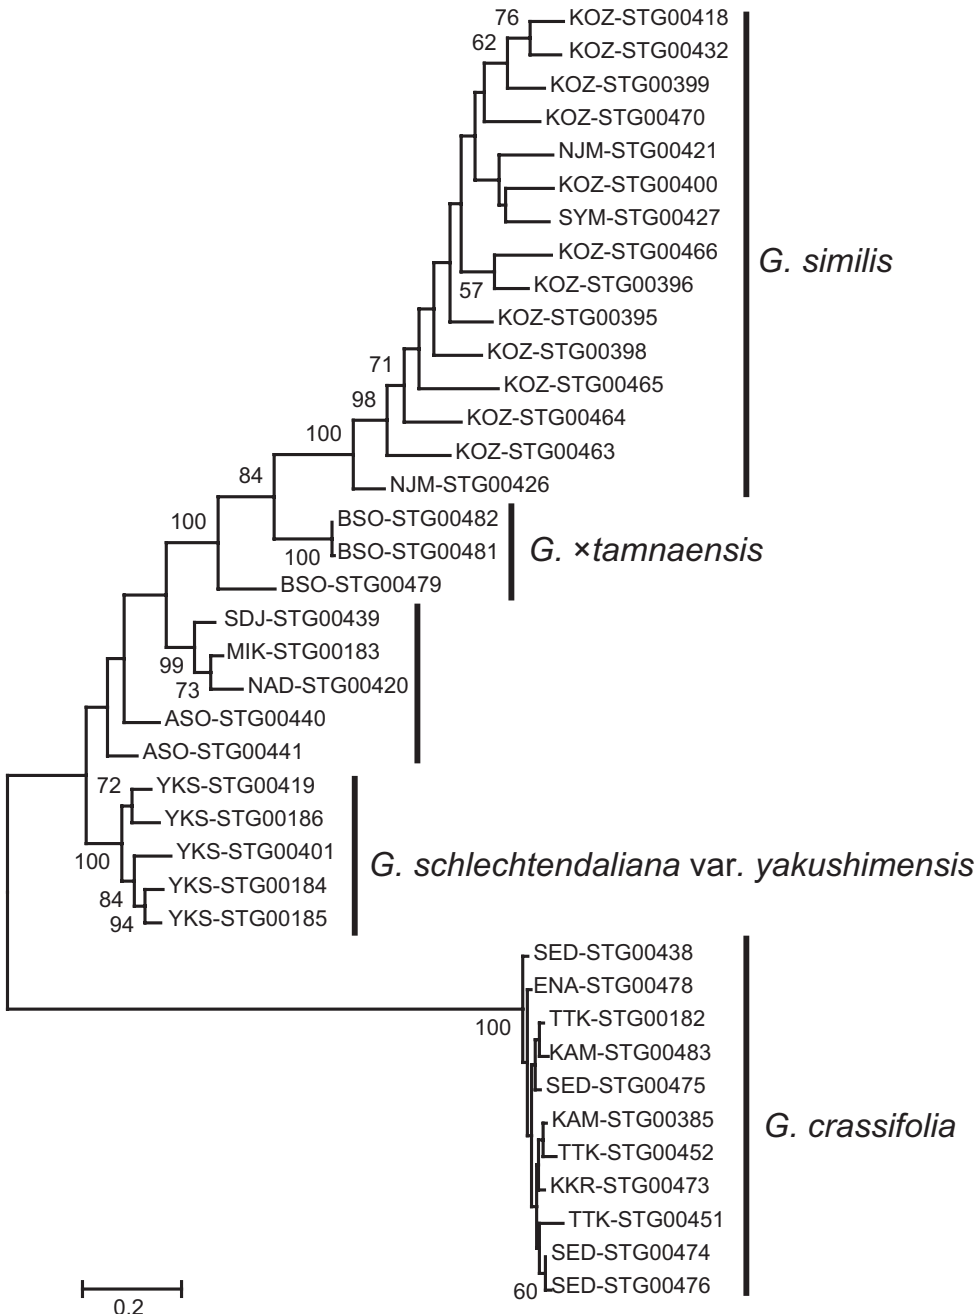 76
KOZ-STG00418
62
KOZ-STG00432
KOZ-STG00399
KOZ-STG00470
NJM-STG00421
KOZ-STG00400
SYM-STG00427
KOZ-STG00466
G. similis
57
KOZ-STG00396
KOZ-STG00395
KOZ-STG00398
71
KOZ-STG00465
98
KOZ-STG00464
100
KOZ-STG00463
84
NJM-STG00426
100
BSO-STG00482
100
BSO-STG00481
G. ×tamnaensis
BSO-STG00479
SDJ-STG00439
99
MIK-STG00183
73
NAD-STG00420
ASO-STG00440
ASO-STG00441
72
YKS-STG00419
YKS-STG00186
100
YKS-STG00401
G. schlechtendaliana var. yakushimensis
84
YKS-STG00184
94
YKS-STG00185
SED-STG00438
ENA-STG00478
100
TTK-STG00182
KAM-STG00483
SED-STG00475
KAM-STG00385
G. crassifolia
TTK-STG00452
KKR-STG00473
TTK-STG00451
SED-STG00474
60
SED-STG00476
0.2